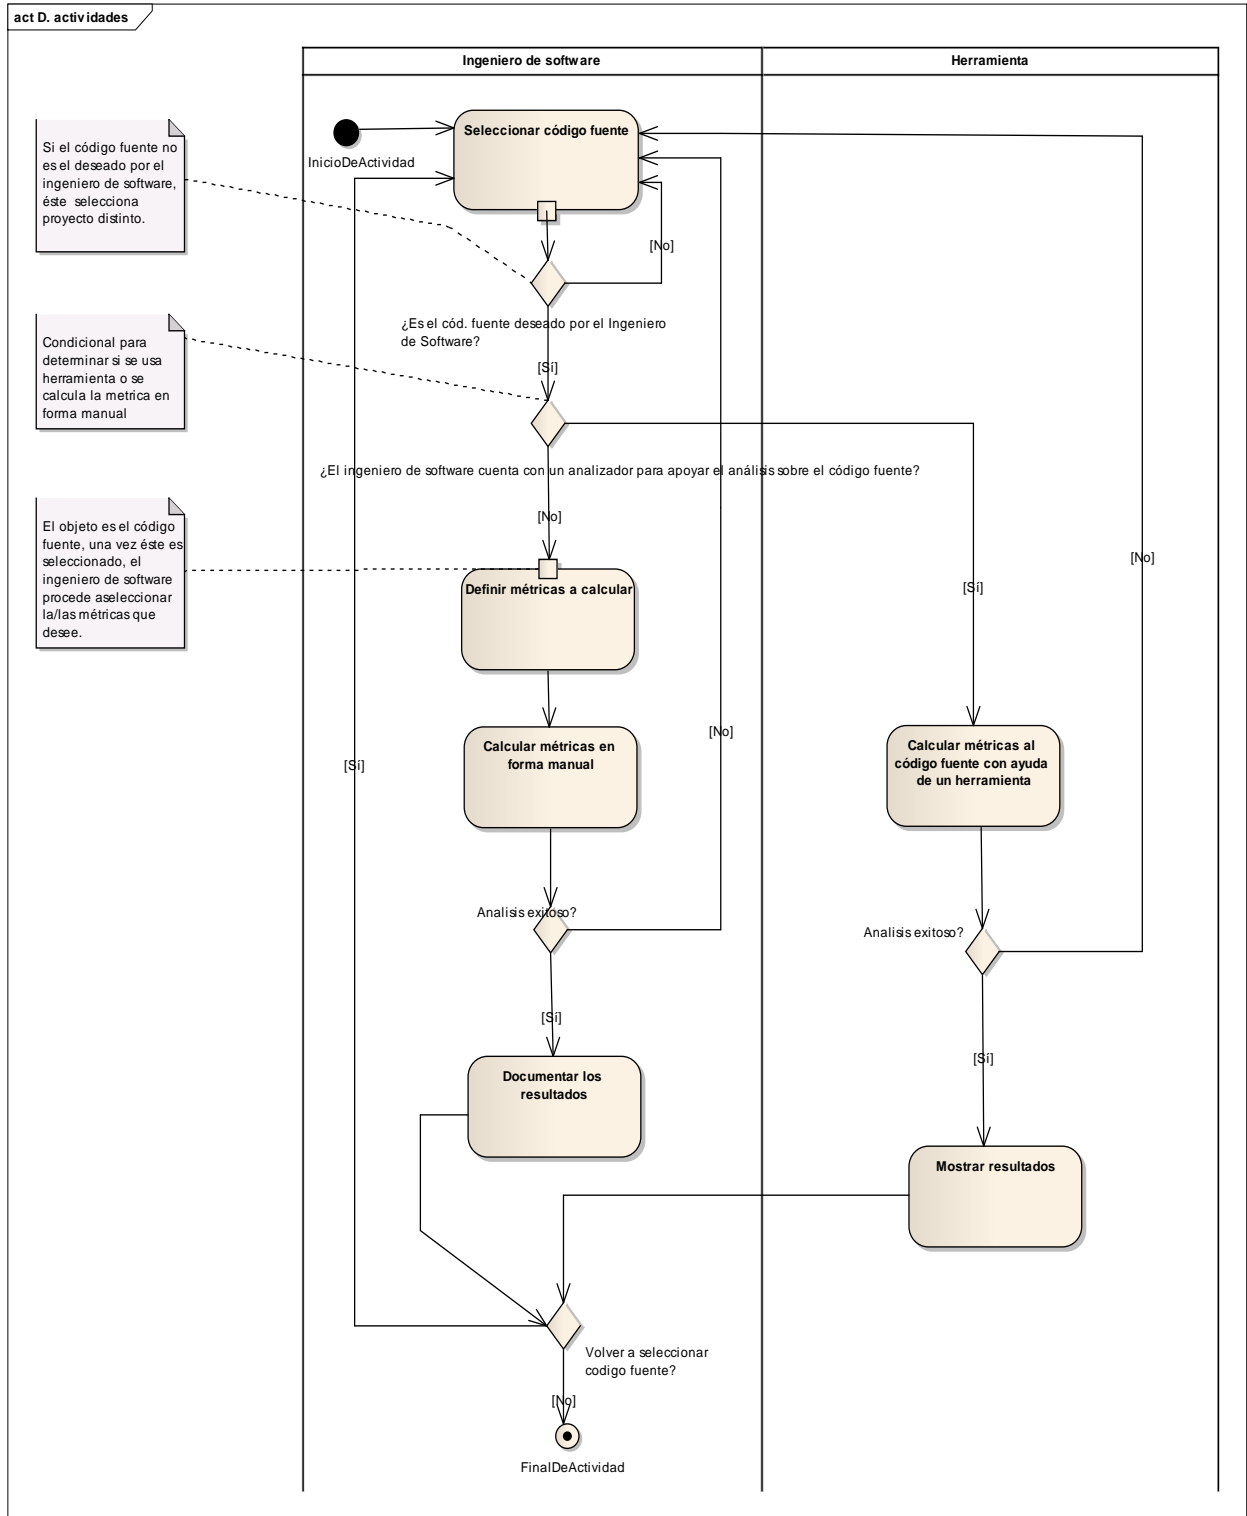 act D. actividades
Ingeniero de software
Herramienta
Si el código fuente no
es el deseado por el
ingeniero de software,
éste selecciona
proyecto distinto.
InicioDeActividad
Seleccionar código fuente
[No]
¿Es el cód. fuente deseado por el Ingeniero
de Software?
[Sí]
Condicional para
determinar si se usa
herramienta o se
calcula la metrica en
forma manual
¿El ingeniero de software cuenta con un analizador para apoyar el análisis sobre el código fuente?
[No]
El objeto es el código
fuente, una vez éste es
seleccionado, el
ingeniero de software
procede aseleccionar
la/las métricas que
desee.
[No]
[Sí]
Definir métricas a calcular
[No]
[Sí]
Calcular métricas en
forma manual
Calcular métricas al
código fuente con ayuda
de un herramienta
Analisis exitoso?
Analisis exitoso?
[Sí]
[Sí]
Documentar los
resultados
Mostrar resultados
Volver a seleccionar
codigo fuente?
[No]
FinalDeActividad